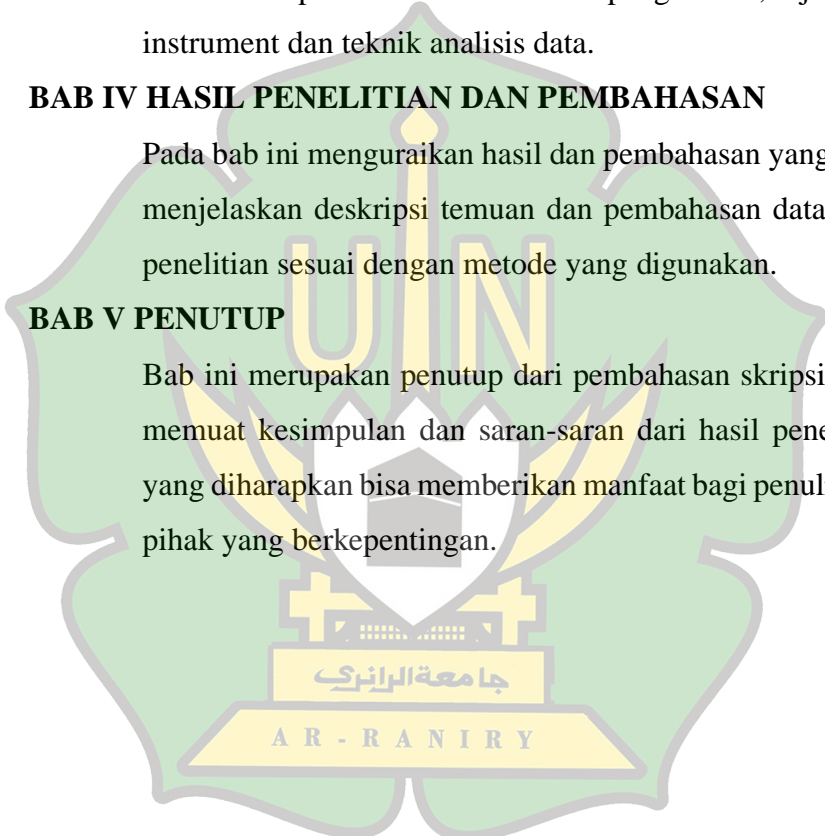 instrument dan teknik analisis data.
BAB IV HASIL PENELITIAN DAN PEMBAHASAN
Pada bab ini menguraikan hasil dan pembahasan yang
menjelaskan deskripsi temuan dan pembahasan data
penelitian sesuai dengan metode yang digunakan.
BAB V PENUTUP
Bab ini merupakan penutup dari pembahasan skripsi
memuat kesimpulan dan saran-saran dari hasil pene
yang diharapkan bisa memberikan manfaat bagi penul
pihak yang berkepentingan.
UIN
جامعة الرانري
AR-RANIRY